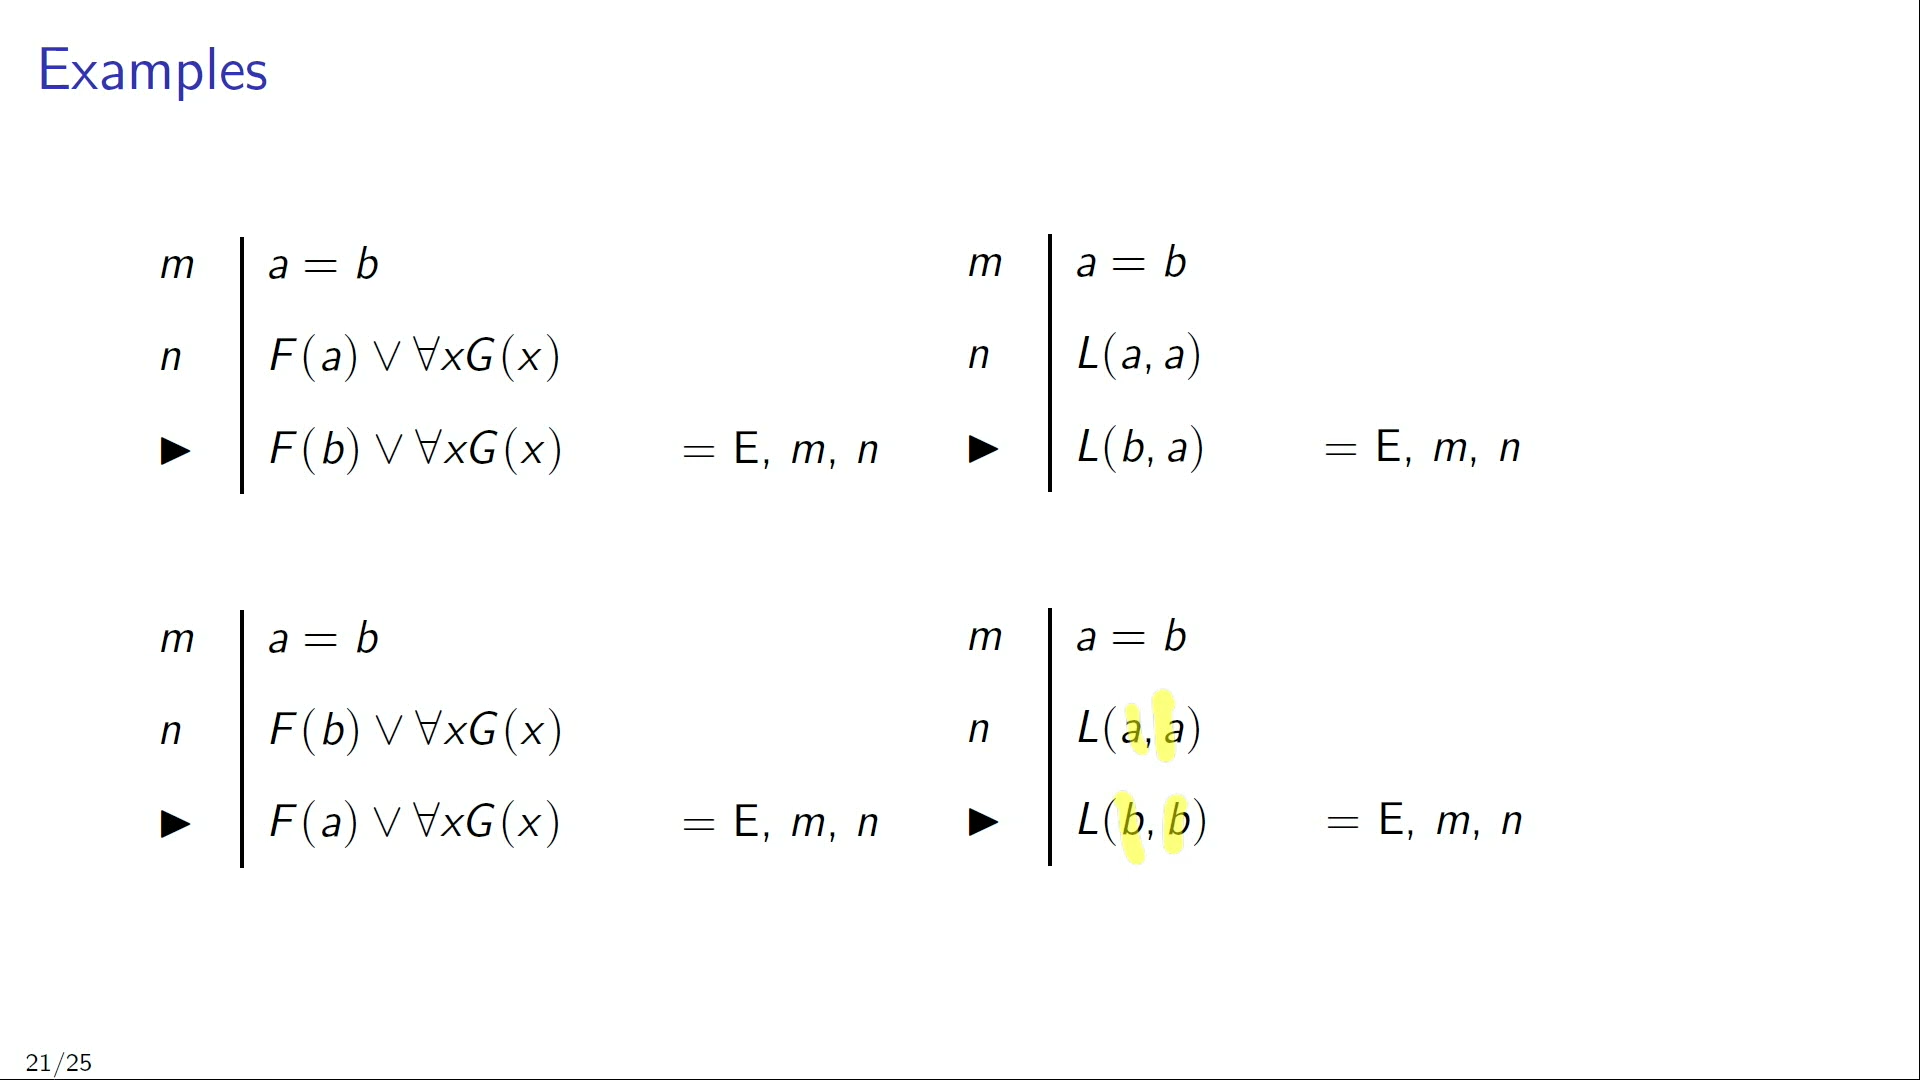 Examples
m a = b
n F(a) ∨ ∀xG(x)
▶ F(b) ∨ ∀xG(x) = E, m, n
m a = b
n L(a, a)
▶ L(b, a) = E, m, n
m a = b
n F(b) ∨ ∀xG(x)
▶ F(a) ∨ ∀xG(x) = E, m, n
m a = b
n L(a, a)
▶ L(b, b) = E, m, n
21/25